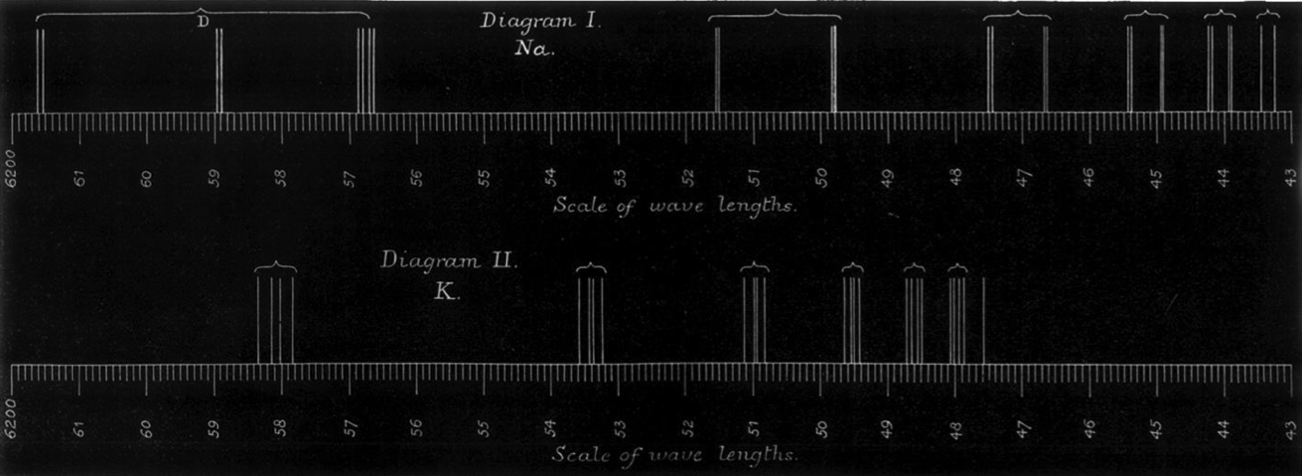 D
Diagram I.
Na.
6200 61 60 59 58 57 56 55 54 53 52 51 50 49 48 47 46 45 44 43
Scale of wave lengths.
Diagram II.
K.
6200 61 60 59 58 57 56 55 54 53 52 51 50 49 48 47 46 45 44 43
Scale of wave lengths.